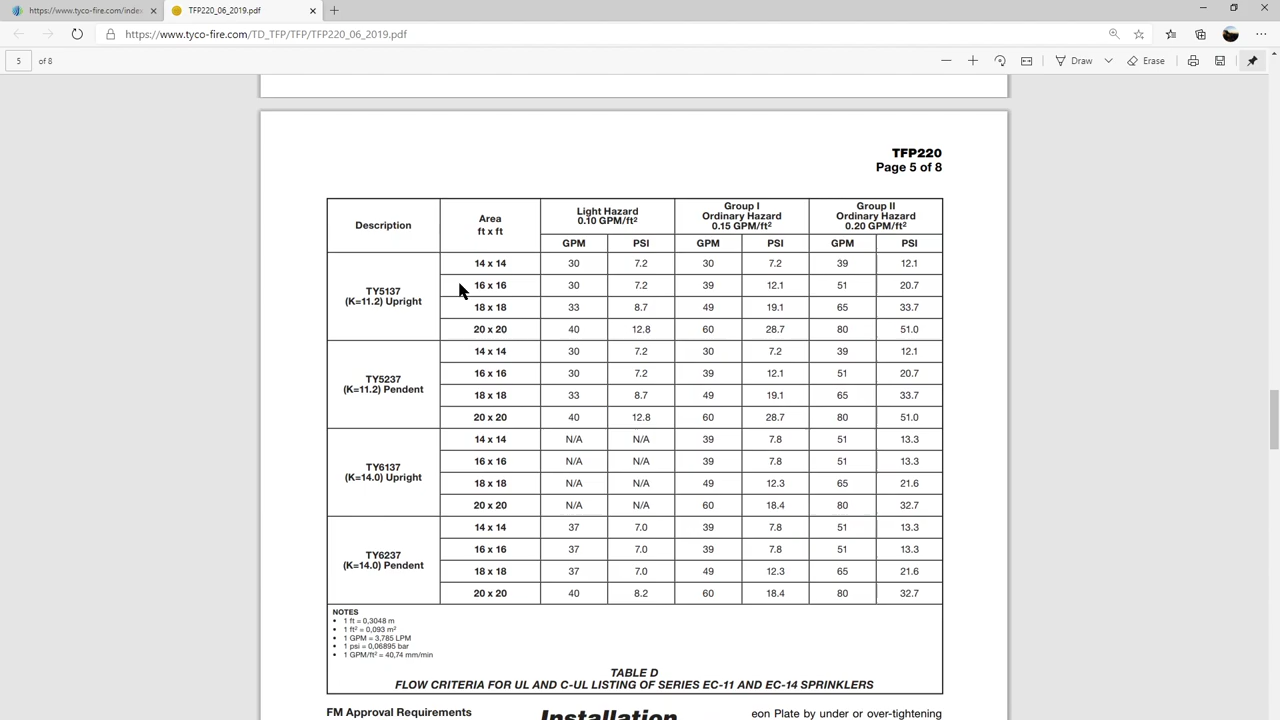 https://www.tyco-fire.com/index
TFP220_06_2019.pdf
https://www.tyco-fire.com/TD_TFP/TFP/TFP220_06_2019.pdf
5 of 8
Draw
Erase
TFP220
Page 5 of 8
Description
Area
ft x ft
Light Hazard
0.10 GPM/ft²
Group I
Ordinary Hazard
0.15 GPM/ft²
Group II
Ordinary Hazard
0.20 GPM/ft²
GPM PSI GPM PSI GPM PSI
TY5137
(K=11.2) Upright
14 x 14 30 7.2 30 7.2 39 12.1
16 x 16 30 7.2 39 12.1 51 20.7
18 x 18 33 8.7 49 19.1 65 33.7
20 x 20 40 12.8 60 28.7 80 51.0
TY5237
(K=11.2) Pendent
14 x 14 30 7.2 30 7.2 39 12.1
16 x 16 30 7.2 39 12.1 51 20.7
18 x 18 33 8.7 49 19.1 65 33.7
20 x 20 40 12.8 60 28.7 80 51.0
TY6137
(K=14.0) Upright
14 x 14 N/A N/A 39 7.8 51 13.3
16 x 16 N/A N/A 39 7.8 51 13.3
18 x 18 N/A N/A 49 12.3 65 21.6
20 x 20 N/A N/A 60 18.4 80 32.7
TY6237
(K=14.0) Pendent
14 x 14 37 7.0 39 7.8 51 13.3
16 x 16 37 7.0 39 7.8 51 13.3
18 x 18 37 7.0 49 12.3 65 21.6
20 x 20 40 8.2 60 18.4 80 32.7
NOTES
• 1 ft = 0,3048 m
• 1 ft² = 0,093 m²
• 1 GPM = 3,785 LPM
• 1 psi = 0,06895 bar
• 1 GPM/ft² = 40,74 mm/min
TABLE D
FLOW CRITERIA FOR UL AND C-UL LISTING OF SERIES EC-11 AND EC-14 SPRINKLERS
FM Approval Requirements
Installation
eon Plate by under or over-tightening